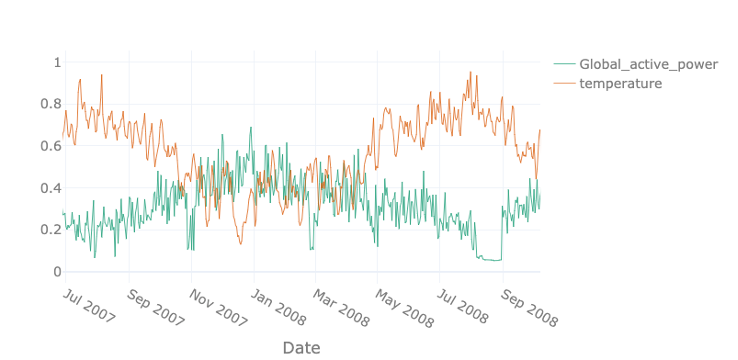 Global_active_power
temperature
1
0.8
0.6
0.4
0.2
0
Jul 2007
Sep 2007
Nov 2007
Jan 2008
Mar 2008
May 2008
Jul 2008
Sep 2008
Date